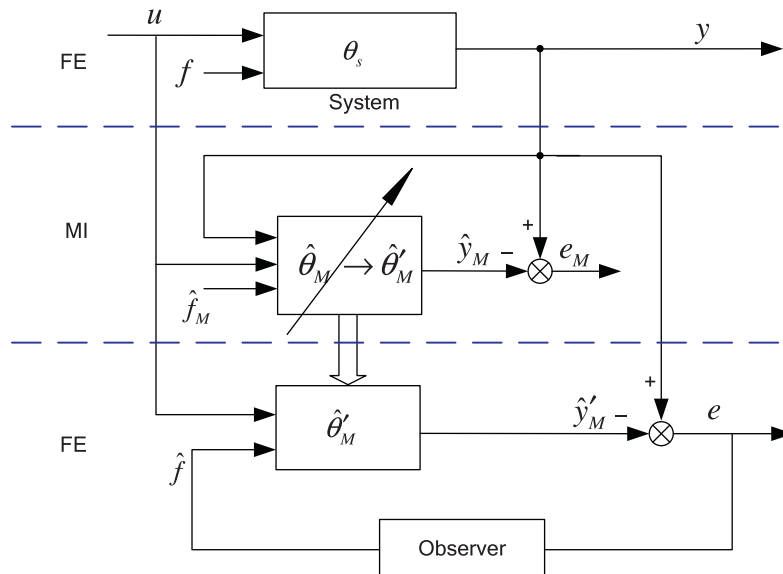 u
y
FE
f
θ_s
System
MI
+
θ̂_M → θ̂′_M
ŷ_M –
e_M
f̂_M
+
FE
θ̂′_M
ŷ′_M –
e
f̂
Observer